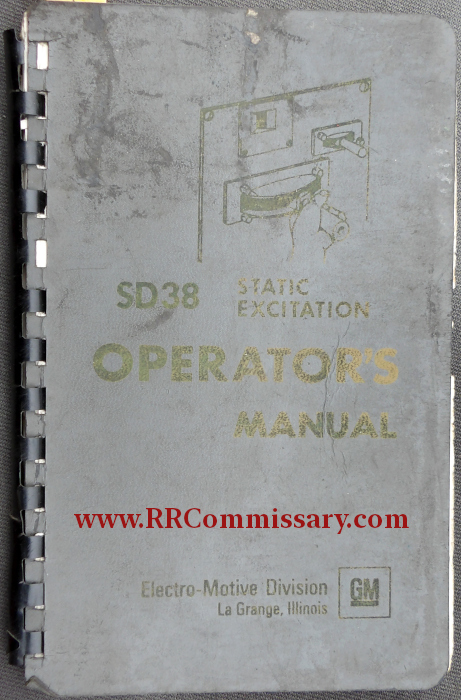 SD38 STATIC
EXCITATION
OPERATOR'S
MANUAL
www.RRCommissary.com
Electro-Motive Division
La Grange, Illinois
GM